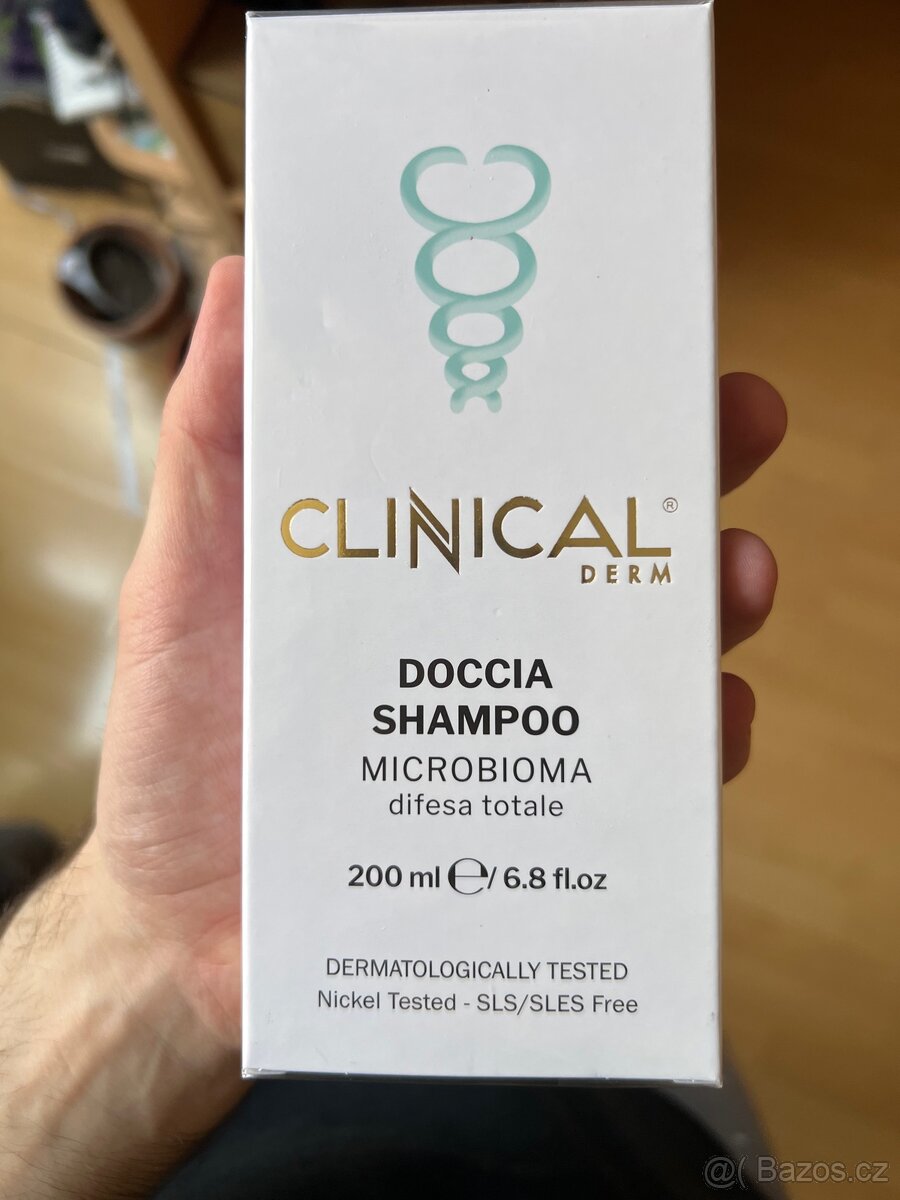 CLINICAL®
DERM
DOCCIA
SHAMPOO
MICROBIOMA
difesa totale
200 ml ℮/ 6.8 fl.oz
DERMATOLOGICALLY TESTED
Nickel Tested - SLS/SLES Free
@( Bazos.cz